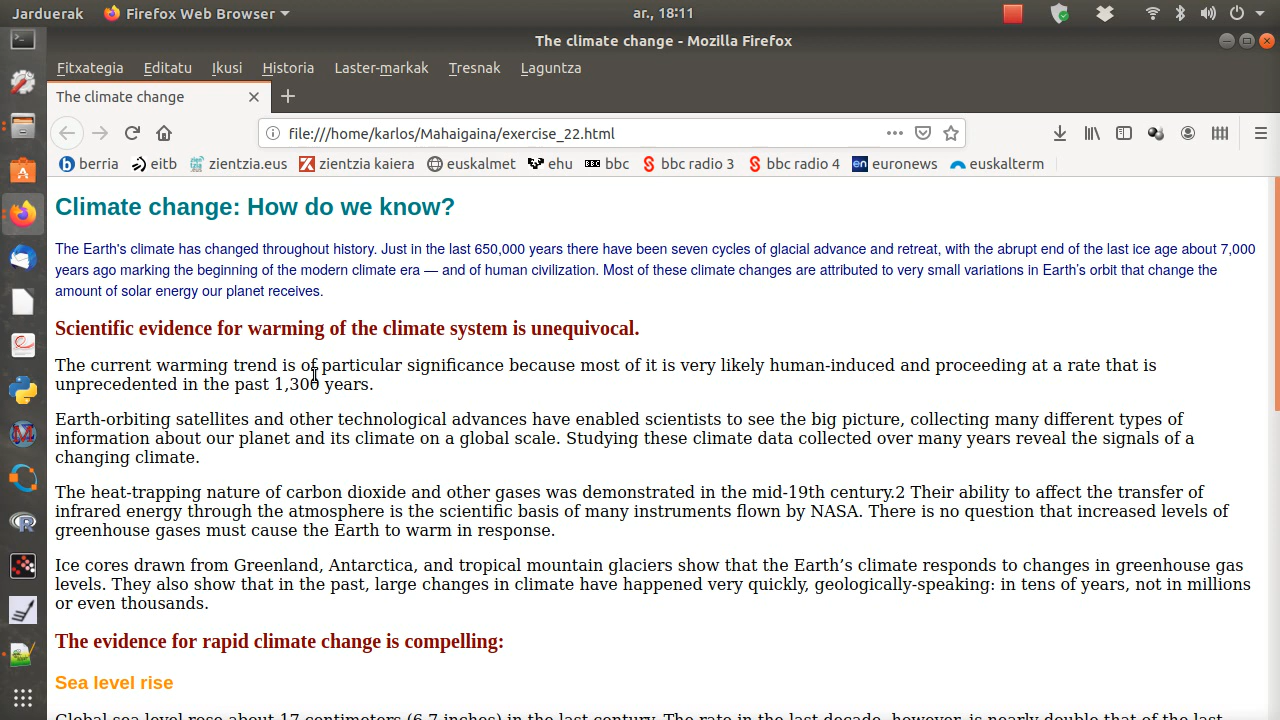 Jarduerak Firefox Web Browser ar., 18:11
The climate change - Mozilla Firefox
Fitxategia Editatu Ikusi Historia Laster-markak Tresnak Laguntza
The climate change
file:///home/karlos/Mahaigaina/exercise_22.html
berria eitb zientzia.eus zientzia kaiera euskalmet ehu bbc bbc radio 3 bbc radio 4 euronews euskalterm
Climate change: How do we know?
The Earth's climate has changed throughout history. Just in the last 650,000 years there have been seven cycles of glacial advance and retreat, with the abrupt end of the last ice age about 7,000
years ago marking the beginning of the modern climate era — and of human civilization. Most of these climate changes are attributed to very small variations in Earth's orbit that change the
amount of solar energy our planet receives.
Scientific evidence for warming of the climate system is unequivocal.
The current warming trend is of particular significance because most of it is very likely human-induced and proceeding at a rate that is
unprecedented in the past 1,300 years.
Earth-orbiting satellites and other technological advances have enabled scientists to see the big picture, collecting many different types of
information about our planet and its climate on a global scale. Studying these climate data collected over many years reveal the signals of a
changing climate.
The heat-trapping nature of carbon dioxide and other gases was demonstrated in the mid-19th century.2 Their ability to affect the transfer of
infrared energy through the atmosphere is the scientific basis of many instruments flown by NASA. There is no question that increased levels of
greenhouse gases must cause the Earth to warm in response.
Ice cores drawn from Greenland, Antarctica, and tropical mountain glaciers show that the Earth’s climate responds to changes in greenhouse gas
levels. They also show that in the past, large changes in climate have happened very quickly, geologically-speaking: in tens of years, not in millions
or even thousands.
The evidence for rapid climate change is compelling:
Sea level rise
Global sea level rose about 17 centimeters (6.7 inches) in the last century. The rate in the last decade, however, is nearly double that of the last